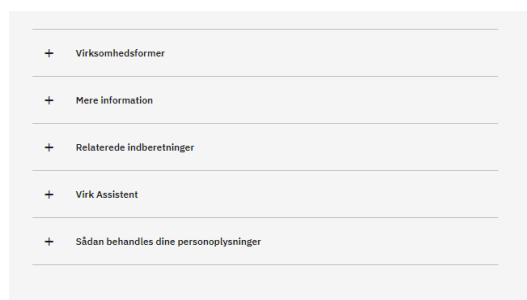 Virksomhedsformer
Mere information
Relaterede indberetninger
Virk Assistent
Sådan behandles dine personoplysninger